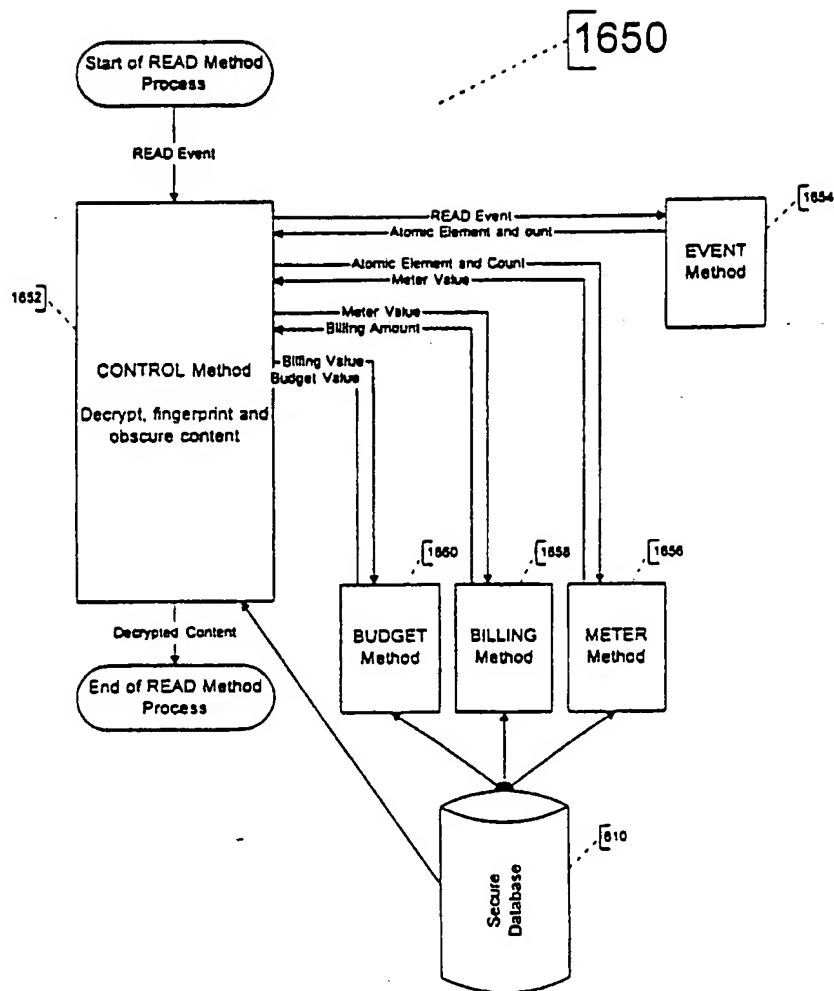 1650
Start of READ Method
Process
READ Event
READ Event
Atomic Element and ount
1654
EVENT
Method
Atomic Element and Count
Meter Value
1652
Meter Value
Billing Amount
Billing Value
Budget Value
CONTROL Method
Decrypt, fingerprint and
obscure content
1660
1658
1656
BUDGET
Method
BILLING
Method
METER
Method
Decrypted Content
End of READ Method
Process
610
Secure
Database